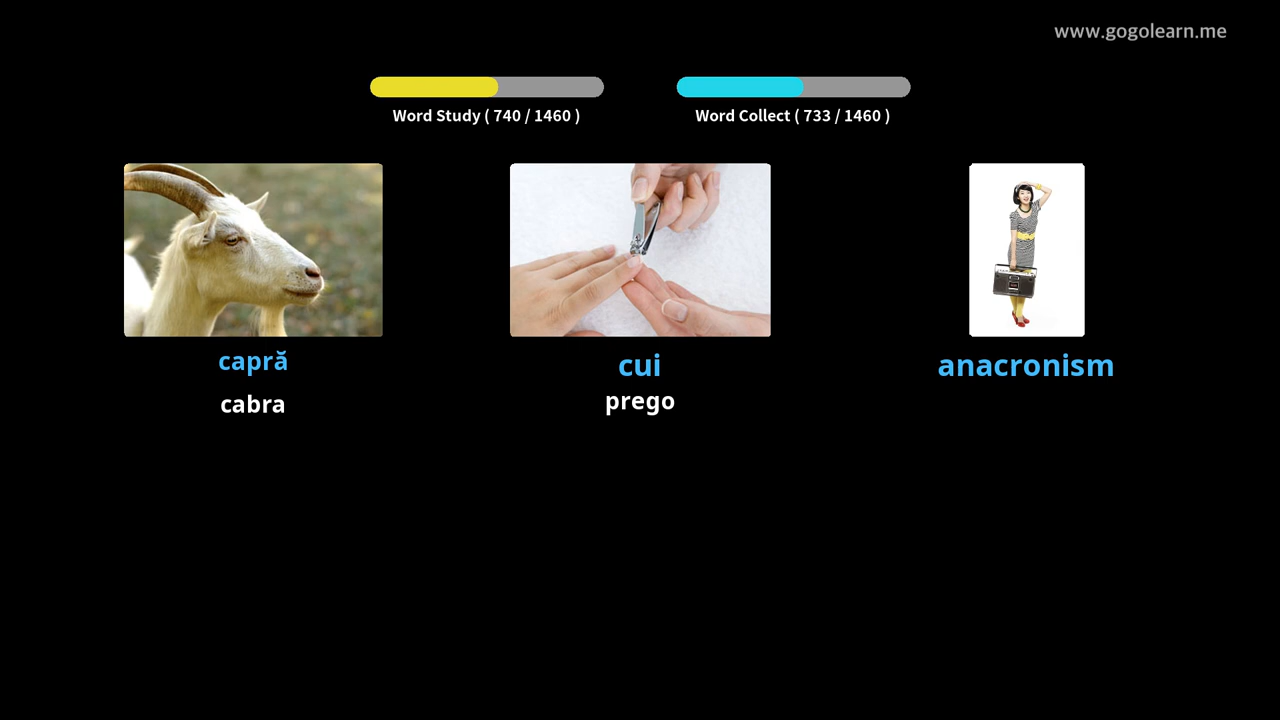 www.gogolearn.me
Word Study ( 740 / 1460 )
Word Collect ( 733 / 1460 )
capră
cabra
cui
prego
anacronism